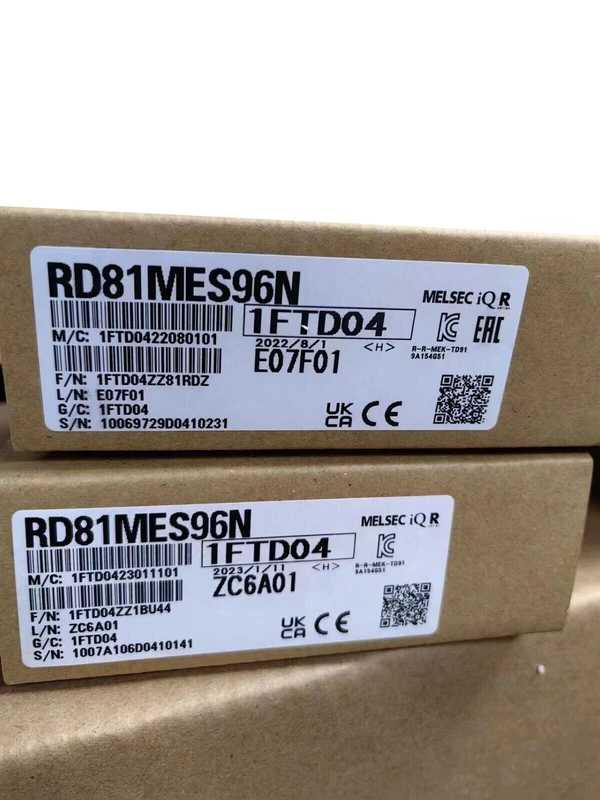 RD81MES96N
MELSEC iQ R
series
M/C: 1FTD0422080101
1FTD04
2022/8/1 <H>
E07F01
R-R-MEK-TD91
9A154G51
EAC
F/N: 1FTD04ZZ81RDZ
L/N: E07F01
G/C: 1FTD04
S/N: 10069729D0410231
UK CA CE
RD81MES96N
MELSEC iQ R
M/C: 1FTD0423011101
1FTD04
2023/1/11 <H>
ZC6A01
R-R-MEK-TD91
9A154G51
F/N: 1FTD04ZZ1BU44
L/N: ZC6A01
G/C: 1FTD04
S/N: 1007A106D0410141
UK CA CE